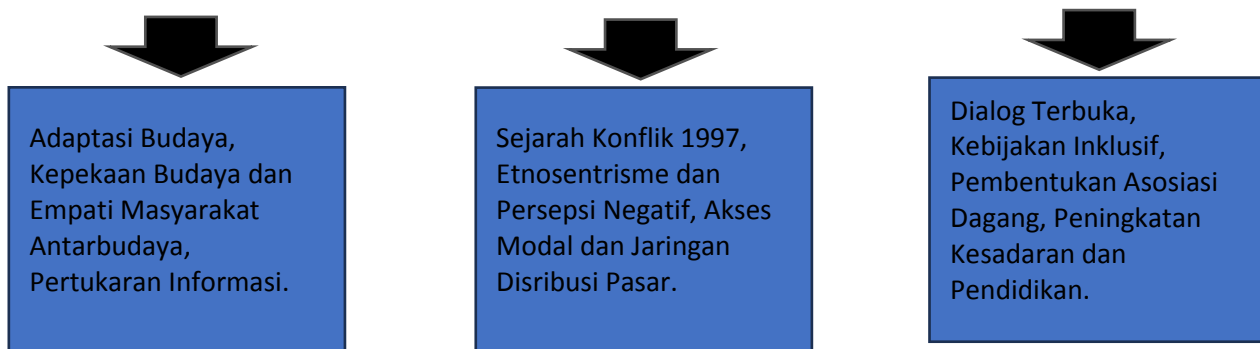 Adaptasi Budaya,
Kepekaan Budaya dan
Empati Masyarakat
Antarbudaya,
Pertukaran Informasi.
Sejarah Konflik 1997,
Etnosentrisme dan
Persepsi Negatif, Akses
Modal dan Jaringan
Disribusi Pasar.
Dialog Terbuka,
Kebijakan Inklusif,
Pembentukan Asosiasi
Dagang, Peningkatan
Kesadaran dan
Pendidikan.